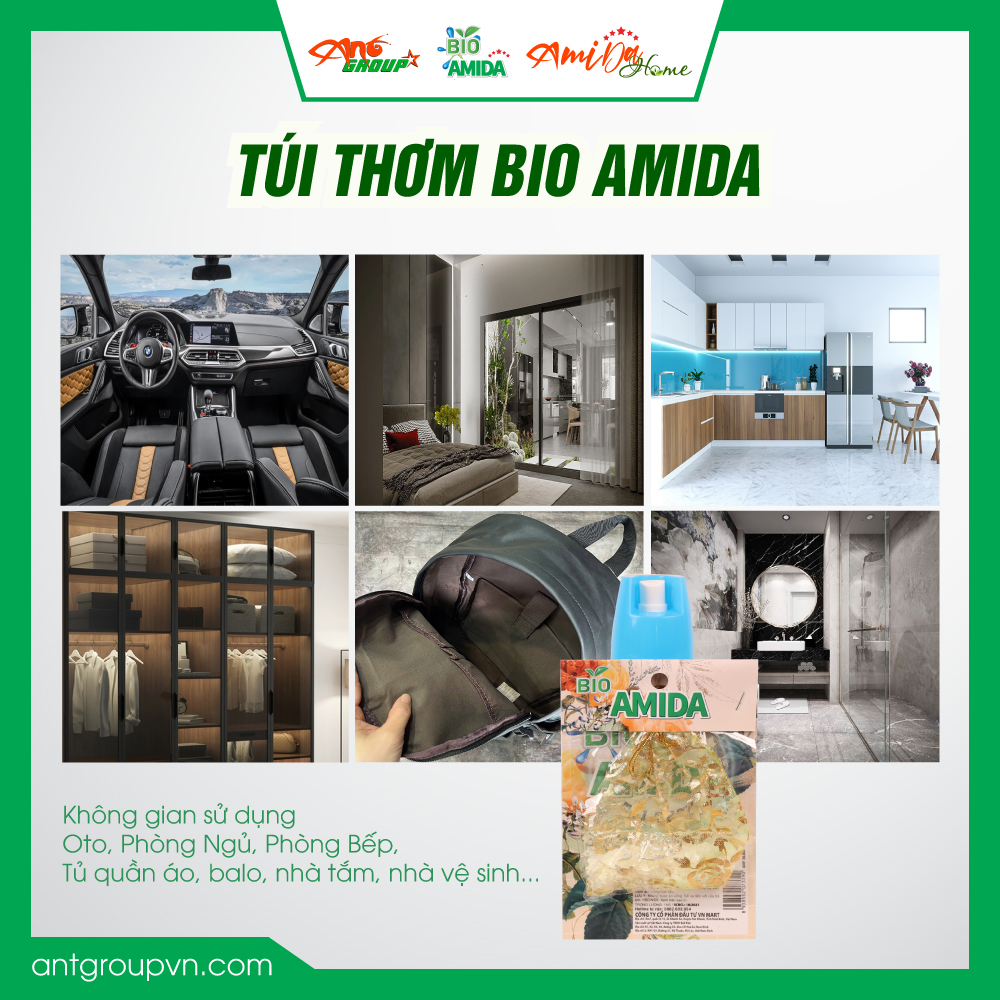 Ant GROUP
BIO AMIDA
AmiDa Home
TÚI THƠM BIO AMIDA
BIO
AMIDA
Không gian sử dụng
Oto, Phòng Ngủ, Phòng Bếp,
Tủ quần áo, balo, nhà tắm, nhà vệ sinh...
CÔNG TY CỔ PHẦN ĐẦU TƯ VN MART
antgroupvn.com